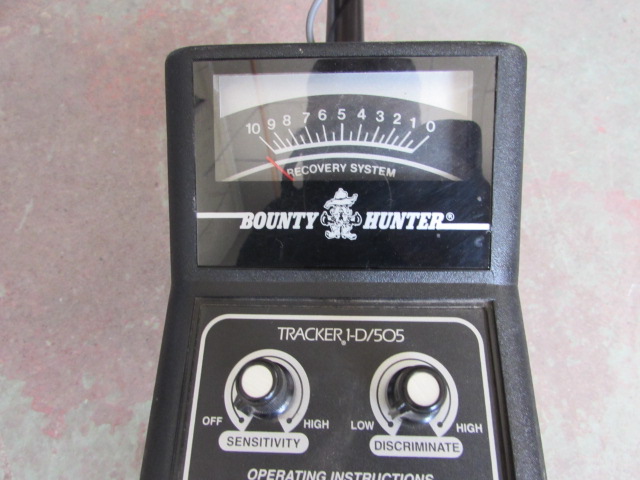 10 9 8 7 6 5 4 3 2 1 0
RECOVERY SYSTEM
BOUNTY HUNTER®
TRACKER 1-D/505
OFF HIGH LOW HIGH
SENSITIVITY DISCRIMINATE
OPERATING INSTRUCTIONS